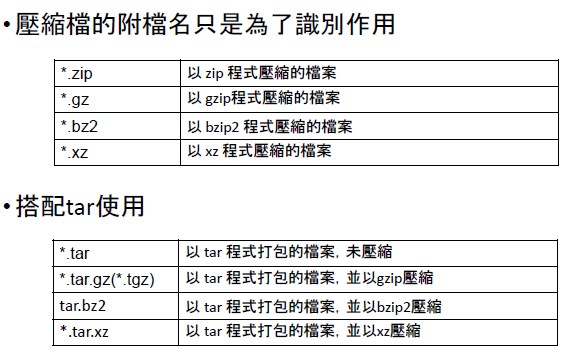 •壓縮檔的附檔名只是為了識別作用
*.zip 以 zip 程式壓縮的檔案
*.gz 以 gzip程式壓縮的檔案
*.bz2 以 bzip2 程式壓縮的檔案
*.xz 以 xz 程式壓縮的檔案
•搭配tar使用
*.tar 以 tar 程式打包的檔案, 未壓縮
*.tar.gz(*.tgz) 以 tar 程式打包的檔案, 並以gzip壓縮
tar.bz2 以 tar 程式打包的檔案, 並以bzip2壓縮
*.tar.xz 以 tar 程式打包的檔案, 並以xz壓縮